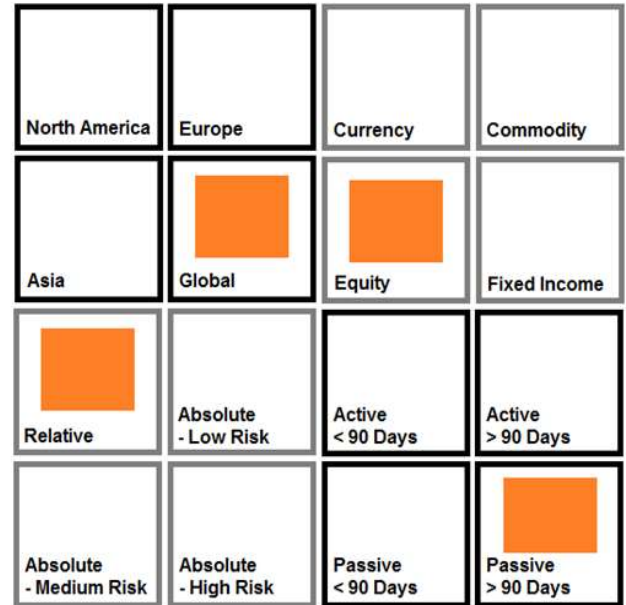 North America
Europe
Currency
Commodity
Asia
Global
Equity
Fixed Income
Relative
Absolute
- Low Risk
Active
< 90 Days
Active
> 90 Days
Absolute
- Medium Risk
Absolute
- High Risk
Passive
< 90 Days
Passive
> 90 Days